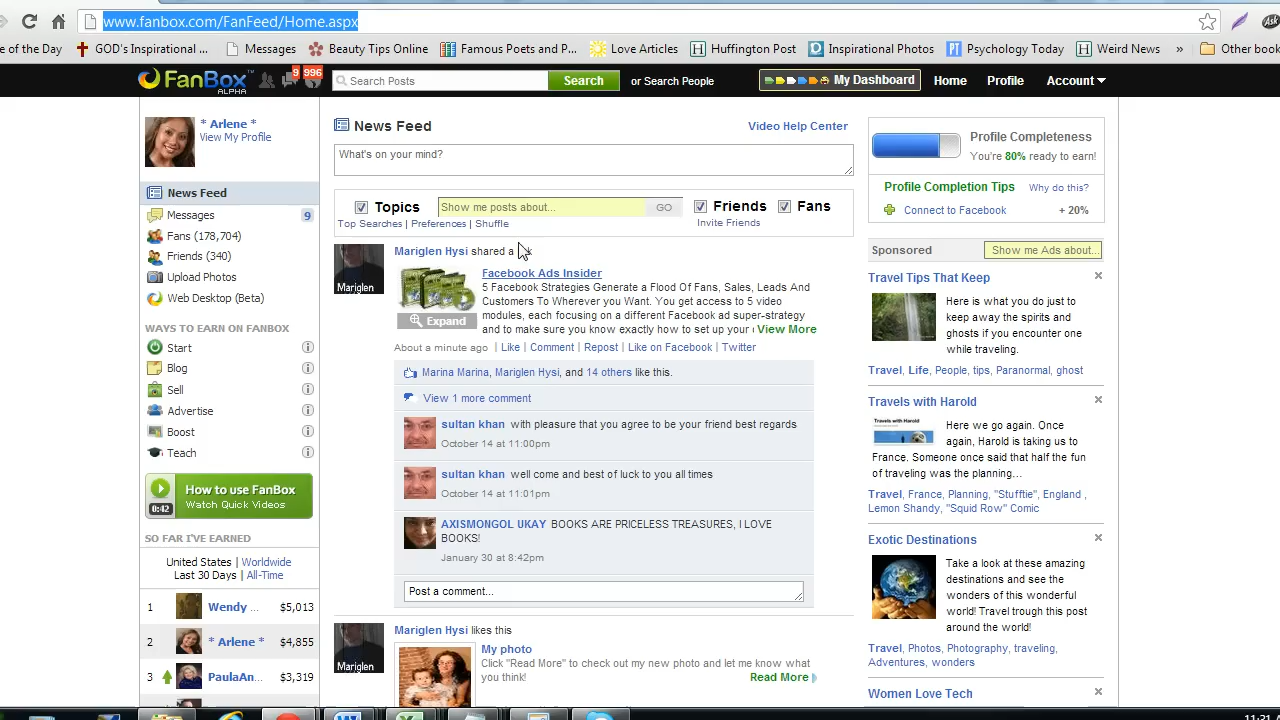 www.fanbox.com/FanFeed/Home.aspx
Ask
e of the Day
GOD's Inspirational ...
Messages
Beauty Tips Online
Famous Poets and P...
Love Articles
Huffington Post
Inspirational Photos
Psychology Today
Weird News
»
Other book
FanBox
ALPHA
9
996
Search Posts
Search
or Search People
My Dashboard
Home
Profile
Account
* Arlene *
View My Profile
News Feed
Messages
9
Fans (178,704)
Friends (340)
Upload Photos
Web Desktop (Beta)
WAYS TO EARN ON FANBOX
Start
Blog
Sell
Advertise
Boost
Teach
How to use FanBox
Watch Quick Videos
0:42
SO FAR I'VE EARNED
United States | Worldwide
Last 30 Days | All-Time
1 Wendy ... $5,013
2 * Arlene * $4,855
3 PaulaAn... $3,319
News Feed
Video Help Center
What's on your mind?
Topics
Show me posts about...
GO
Friends
Fans
Top Searches | Preferences | Shuffle
Invite Friends
Mariglen
Mariglen Hysi shared a
Facebook Ads Insider
5 Facebook Strategies Generate a Flood Of Fans, Sales, Leads And
Customers To Wherever you Want. You get access to 5 video
modules, each focusing on a different Facebook ad super-strategy
and to make sure you know exactly how to set up your
View More
Expand
About a minute ago | Like | Comment | Repost | Like on Facebook | Twitter
Marina Marina, Mariglen Hysi, and 14 others like this.
View 1 more comment
sultan khan with pleasure that you agree to be your friend best regards
October 14 at 11:00pm
sultan khan well come and best of luck to you all times
October 14 at 11:01pm
AXISMONGOL UKAY BOOKS ARE PRICELESS TREASURES, I LOVE
BOOKS!
January 30 at 8:42pm
Post a comment...
Mariglen
Mariglen Hysi likes this
My photo
Click "Read More" to check out my new photo and let me know what
you think!
Read More
Profile Completeness
You're 80% ready to earn!
Profile Completion Tips
Why do this?
Connect to Facebook
+ 20%
Sponsored
Show me Ads about...
Travel Tips That Keep
Here is what you do just to
keep away the spirits and
ghosts if you encounter one
while traveling.
Travel, Life, People, tips, Paranormal, ghost
Travels with Harold
Travels with Harold
Here we go again. Once
again, Harold is taking us to
France. Someone once said that half the fun
of traveling was the planning...
Travel, France, Planning, "Stufftie", England ,
Lemon Shandy, "Squid Row" Comic
Exotic Destinations
Take a look at these amazing
destinations and see the
wonders of this wonderful
world! Travel trough this post
around the world!
Travel, Photos, Photography, traveling,
Adventures, wonders
Women Love Tech